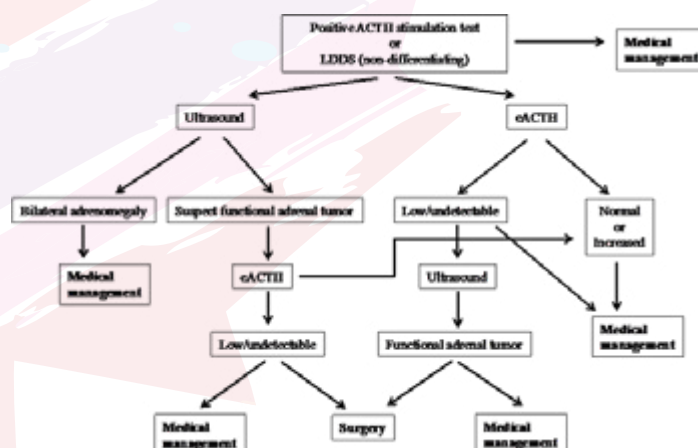 Positive ACTH stimulation test
or
LDDS (non-differentiating)
Medical
management
Ultrasound
eACTH
Bilateral adrenomegaly
Suspect functional adrenal tumor
Low/undetectable
Normal
or
Increased
Medical
management
eACTH
Ultrasound
Low/undetectable
Functional adrenal tumor
Medical
management
Medical
management
Surgery
Medical
management